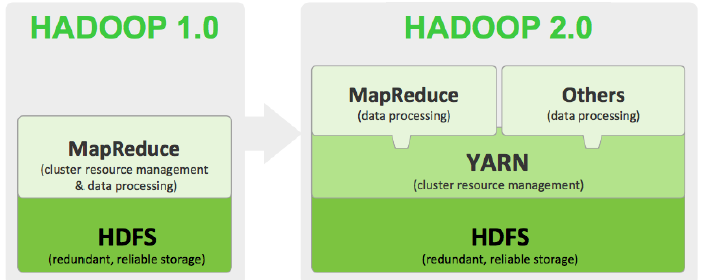 HADOOP 1.0
MapReduce
(cluster resource management
& data processing)
HDFS
(redundant, reliable storage)
HADOOP 2.0
MapReduce
(data processing)
Others
(data processing)
YARN
(cluster resource management)
HDFS
(redundant, reliable storage)